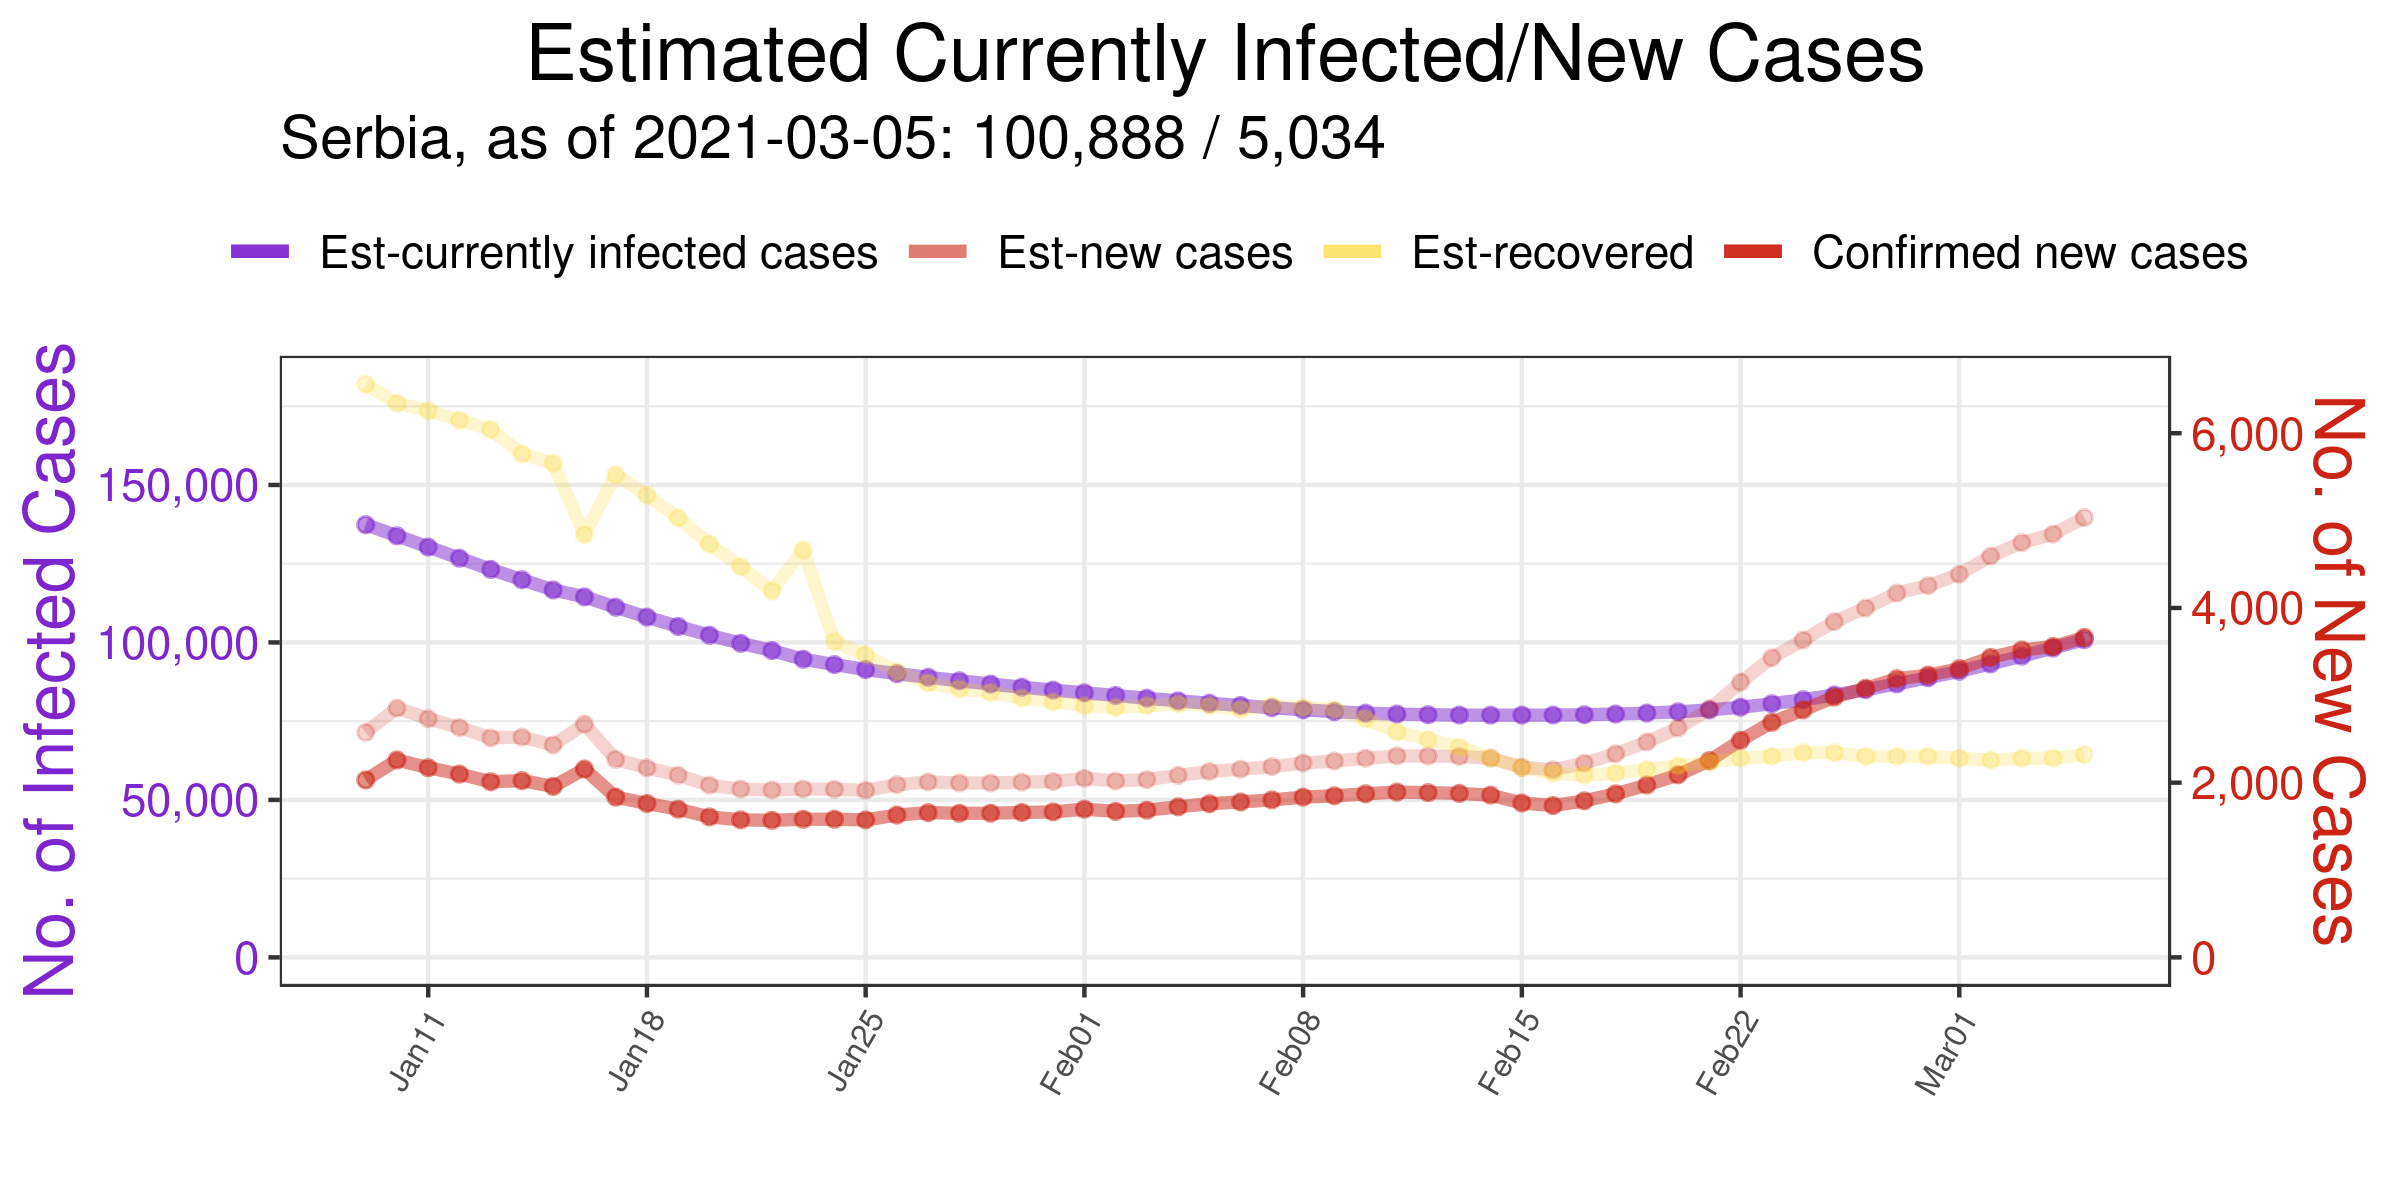 Estimated Currently Infected/New Cases
Serbia, as of 2021-03-05: 100,888 / 5,034
Est-currently infected cases Est-new cases Est-recovered Confirmed new cases
No. of Infected Cases
150,000
100,000
50,000
0
6,000
4,000
2,000
0
No. of New Cases
Jan11 Jan18 Jan25 Feb01 Feb08 Feb15 Feb22 Mar01